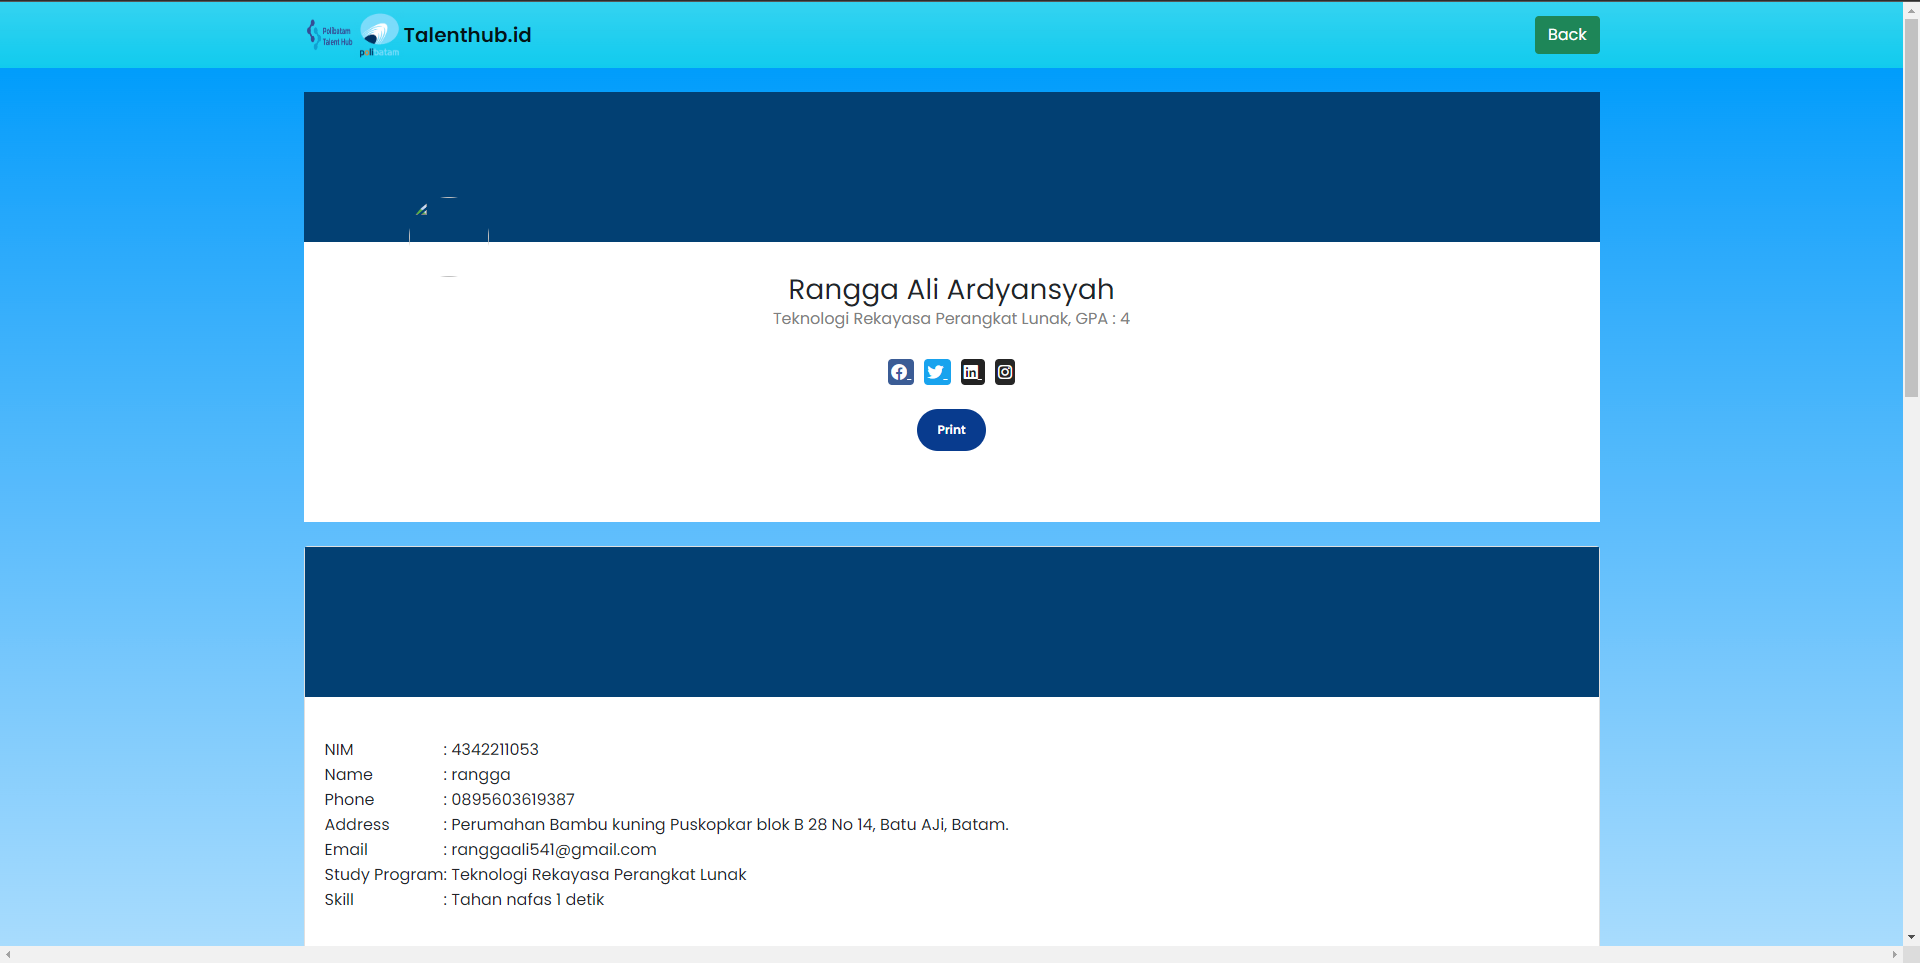 Polibatam
Talent Hub
polibatam
Talenthub.id
Back
Rangga Ali Ardyansyah
Teknologi Rekayasa Perangkat Lunak, GPA : 4
Print
NIM : 4342211053
Name : rangga
Phone : 0895603619387
Address : Perumahan Bambu kuning Puskopkar blok B 28 No 14, Batu AJi, Batam.
Email : ranggaali541@gmail.com
Study Program: Teknologi Rekayasa Perangkat Lunak
Skill : Tahan nafas 1 detik